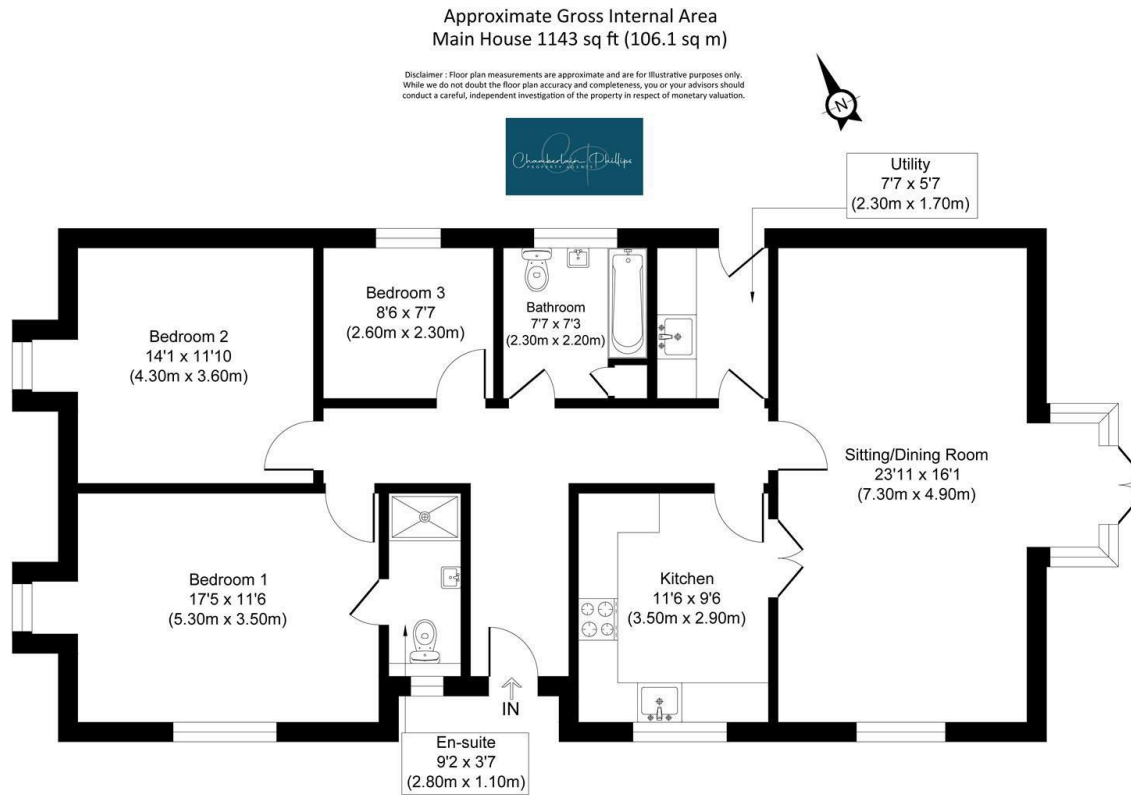 Approximate Gross Internal Area
Main House 1143 sq ft (106.1 sq m)
Disclaimer : Floor plan measurements are approximate and are for Illustrative purposes only.
While we do not doubt the floor plan accuracy and completeness, you or your advisors should
conduct a careful, independent investigation of the property in respect of monetary valuation.
Chamberlain Phillips
PROPERTY AGENTS
N
Utility
7'7 x 5'7
(2.30m x 1.70m)
Bedroom 2
14'1 x 11'10
(4.30m x 3.60m)
Bedroom 3
8'6 x 7'7
(2.60m x 2.30m)
Bathroom
7'7 x 7'3
(2.30m x 2.20m)
Sitting/Dining Room
23'11 x 16'1
(7.30m x 4.90m)
Bedroom 1
17'5 x 11'6
(5.30m x 3.50m)
Kitchen
11'6 x 9'6
(3.50m x 2.90m)
IN
En-suite
9'2 x 3'7
(2.80m x 1.10m)